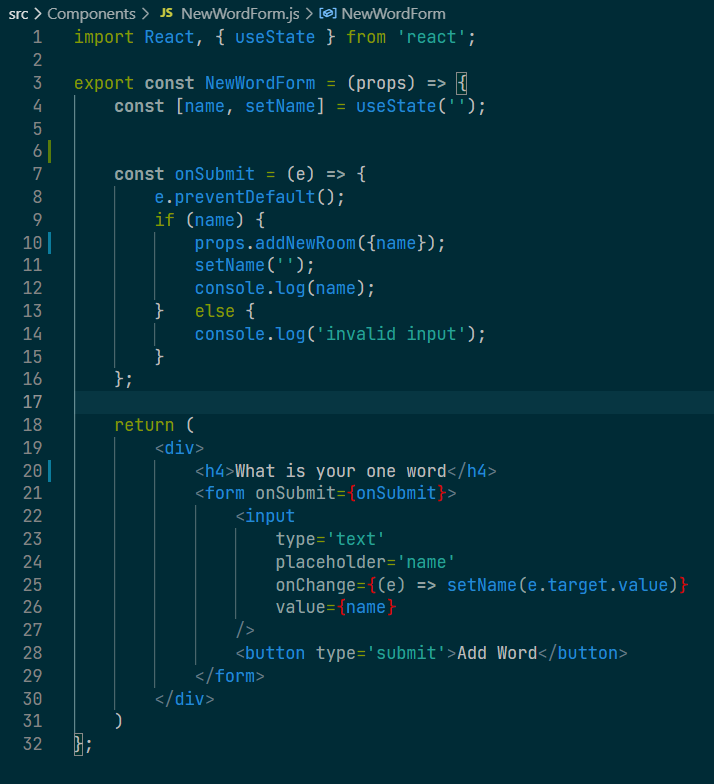 src > Components > JS NewWordForm.js > NewWordForm
1 import React, { useState } from 'react';
2
3 export const NewWordForm = (props) => {
4     const [name, setName] = useState('');
5
6
7     const onSubmit = (e) => {
8         e.preventDefault();
9         if (name) {
10             props.addNewRoom({name});
11             setName('');
12             console.log(name);
13         }   else {
14             console.log('invalid input');
15         }
16     };
17
18     return (
19         <div>
20             <h4>What is your one word</h4>
21             <form onSubmit={onSubmit}>
22                 <input
23                     type='text'
24                     placeholder='name'
25                     onChange={(e) => setName(e.target.value)}
26                     value={name}
27                 />
28                 <button type='submit'>Add Word</button>
29             </form>
30         </div>
31     )
32 };